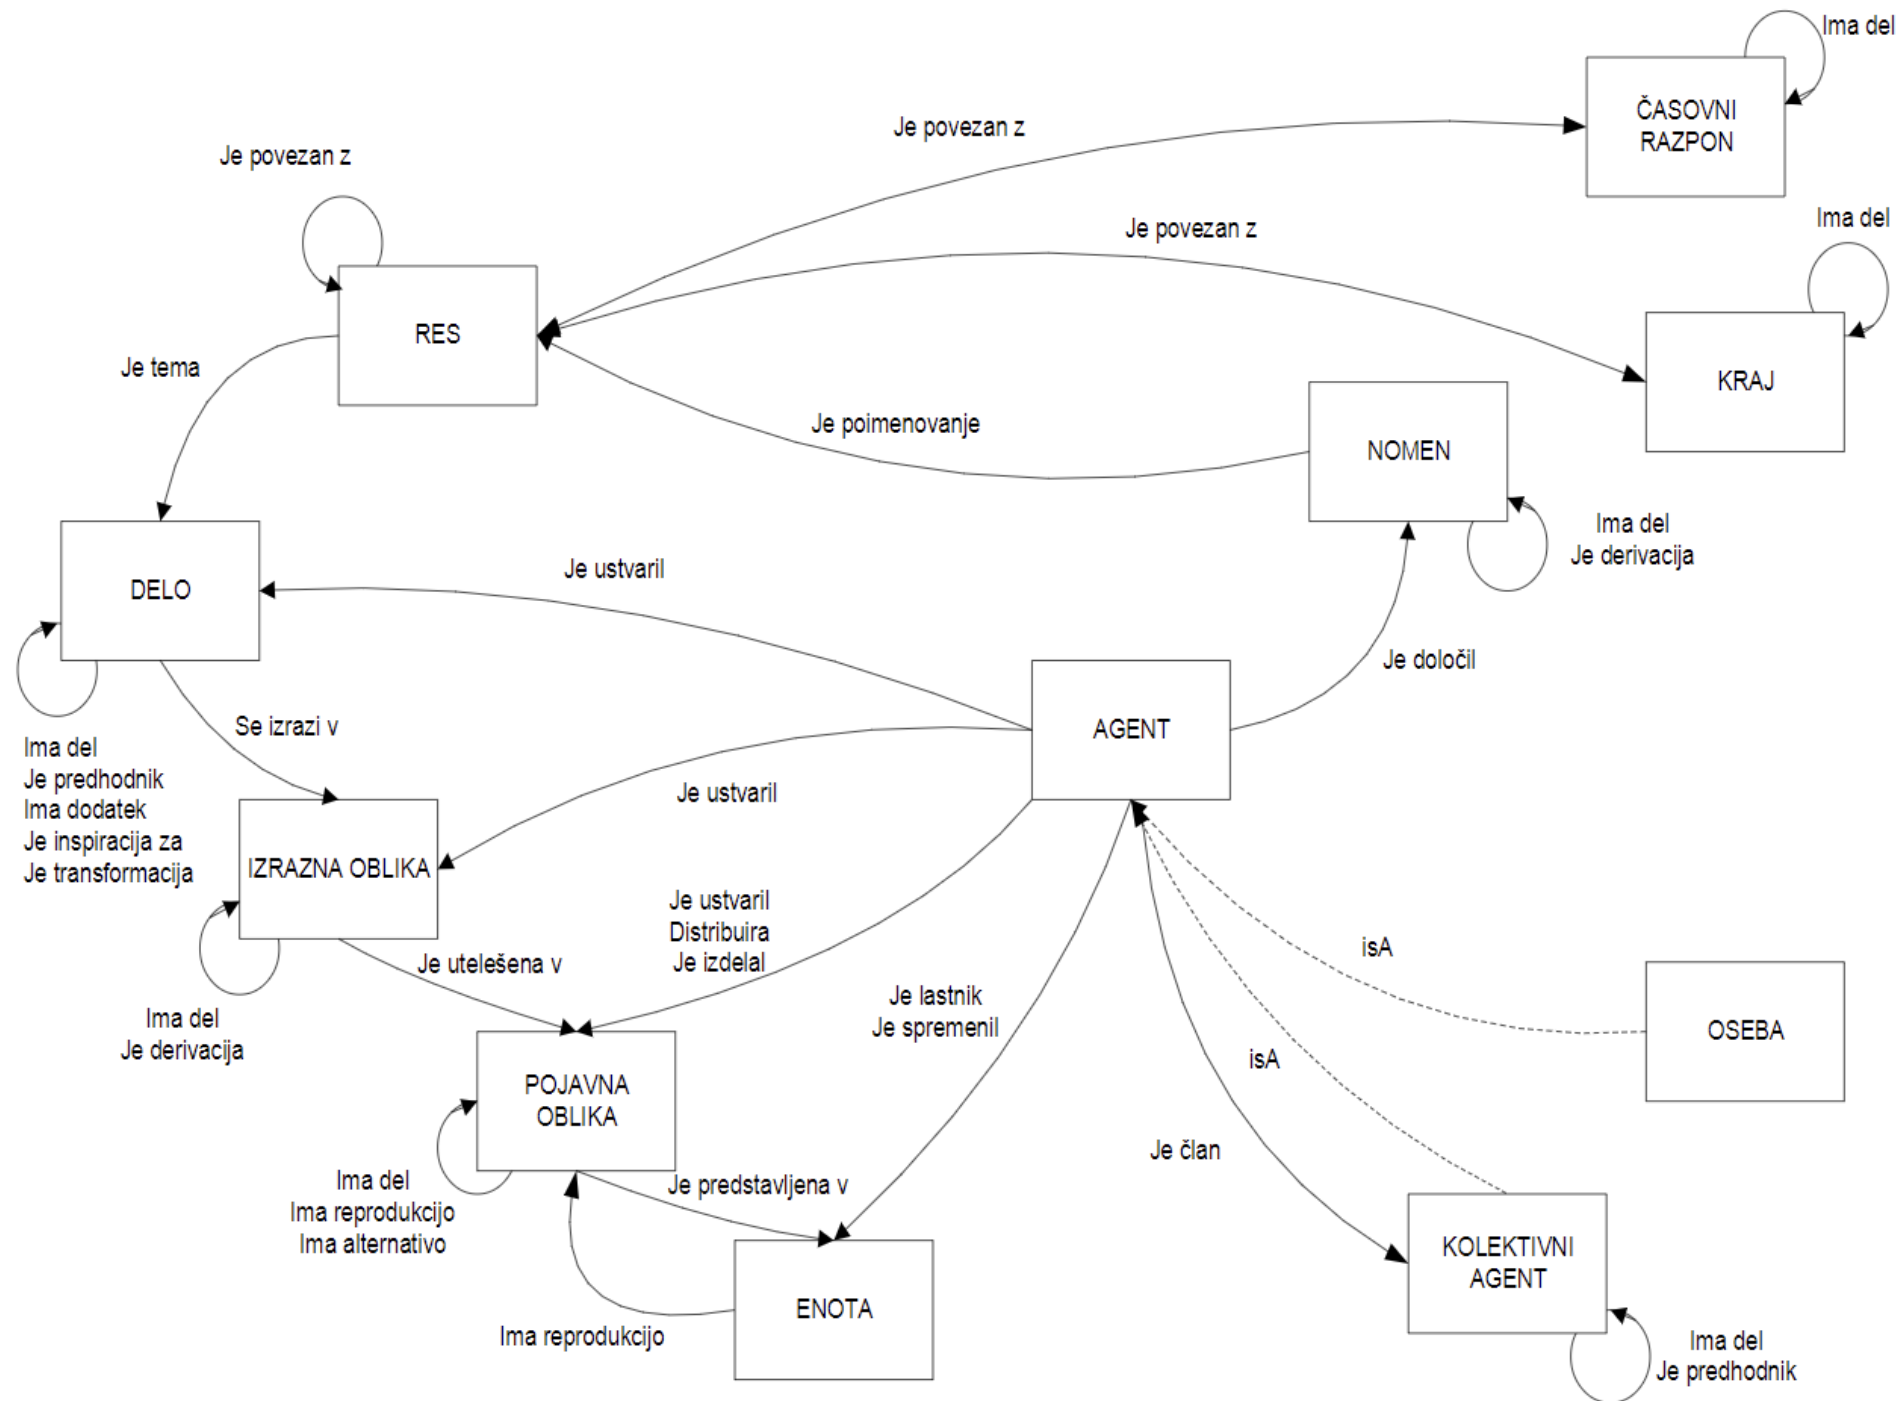 Ima del
ČASOVNI
RAZPON
Je povezan z
Je povezan z
Ima del
Je povezan z
RES
KRAJ
Je tema
Je poimenovanje
NOMEN
Ima del
Je derivacija
DELO
Je ustvaril
Je določil
AGENT
Se izrazi v
Ima del
Je predhodnik
Ima dodatek
Je inspiracija za
Je transformacija
Je ustvaril
IZRAZNA OBLIKA
Je ustvaril
Distribuira
Je izdelal
Je utelešena v
isA
Je lastnik
Je spremenil
Ima del
Je derivacija
OSEBA
isA
POJAVNA
OBLIKA
Je član
Ima del
Ima reprodukcijo
Ima alternativo
Je predstavljena v
KOLEKTIVNI
AGENT
ENOTA
Ima reprodukcijo
Ima del
Je predhodnik